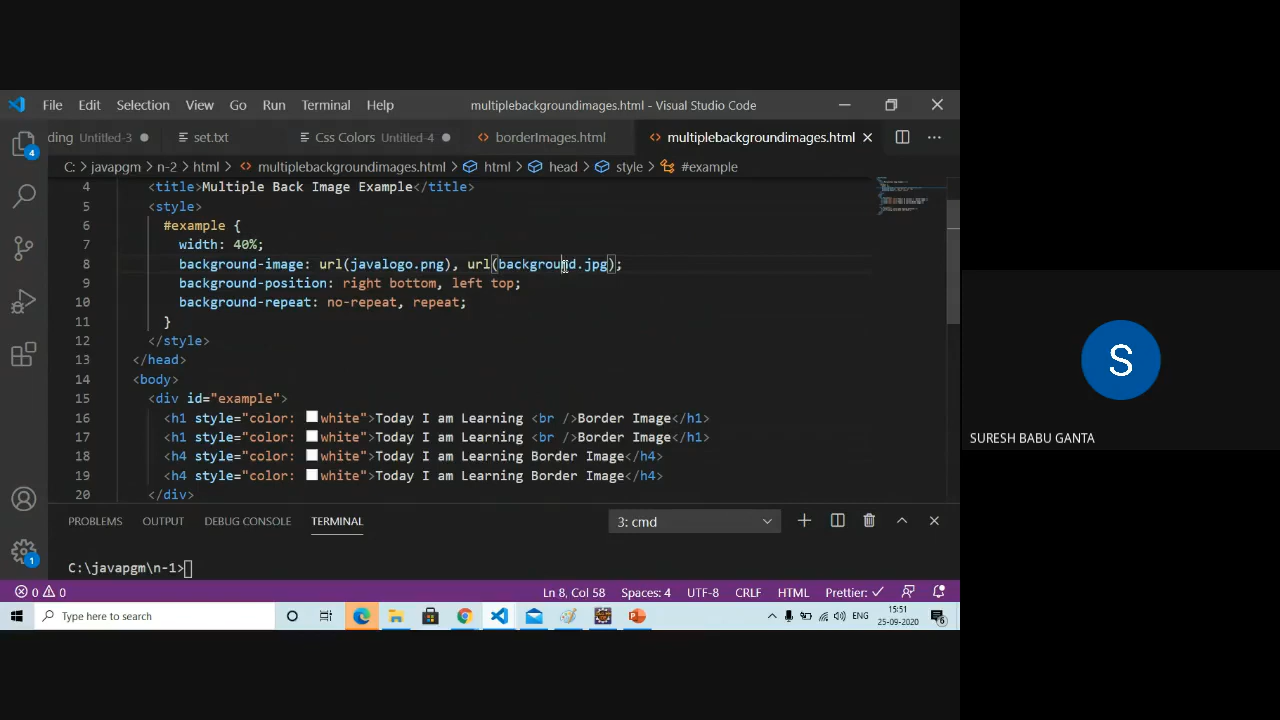 File Edit Selection View Go Run Terminal Help multiplebackgroundimages.html - Visual Studio Code
ding Untitled-3 set.txt Css Colors Untitled-4 borderImages.html multiplebackgroundimages.html
C: > javapgm > n-2 > html > multiplebackgroundimages.html > html > head > style > #example
4 <title>Multiple Back Image Example</title>
5 <style>
6 #example {
7 width: 40%;
8 background-image: url(javalogo.png), url(background.jpg);
9 background-position: right bottom, left top;
10 background-repeat: no-repeat, repeat;
11 }
12 </style>
13 </head>
14 <body>
15 <div id="example">
16 <h1 style="color: white">Today I am Learning <br />Border Image</h1>
17 <h1 style="color: white">Today I am Learning <br />Border Image</h1>
18 <h4 style="color: white">Today I am Learning Border Image</h4>
19 <h4 style="color: white">Today I am Learning Border Image</h4>
20 </div>
4
1
PROBLEMS OUTPUT DEBUG CONSOLE TERMINAL 3: cmd
C:\javapgm\n-1>
0 0 Ln 8, Col 58 Spaces: 4 UTF-8 CRLF HTML Prettier: ✓
Type here to search ENG 15:51
25-09-2020
6
S
SURESH BABU GANTA